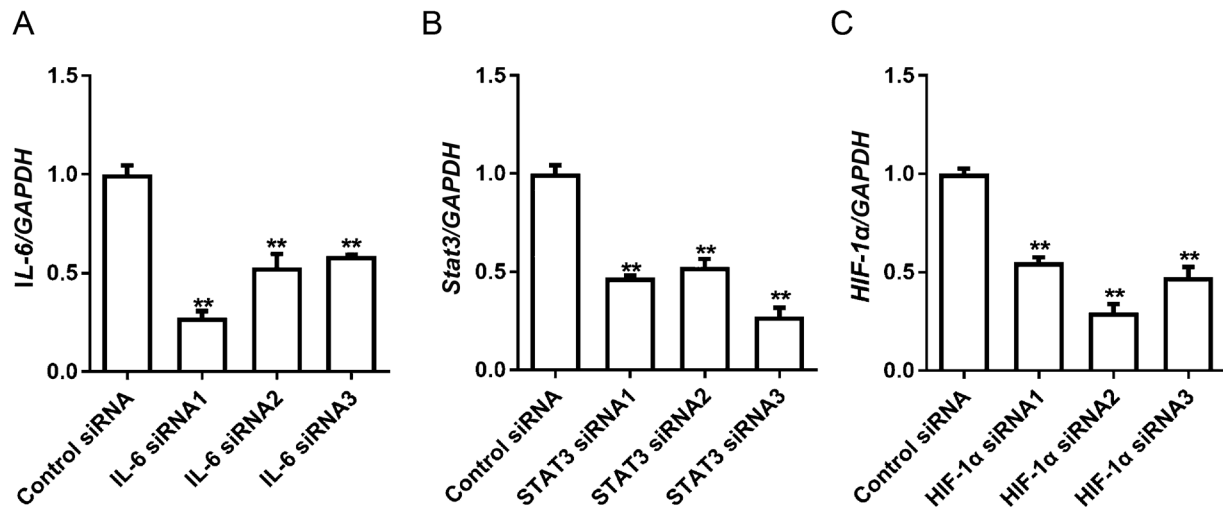 A
IL-6/GAPDH
1.5
1.0
0.5
0.0
**
**
**
Control siRNA
IL-6 siRNA1
IL-6 siRNA2
IL-6 siRNA3
B
Stat3/GAPDH
1.5
1.0
0.5
0.0
**
**
**
Control siRNA
STAT3 siRNA1
STAT3 siRNA2
STAT3 siRNA3
C
HIF-1α/GAPDH
1.5
1.0
0.5
0.0
**
**
**
Control siRNA
HIF-1α siRNA1
HIF-1α siRNA2
HIF-1α siRNA3